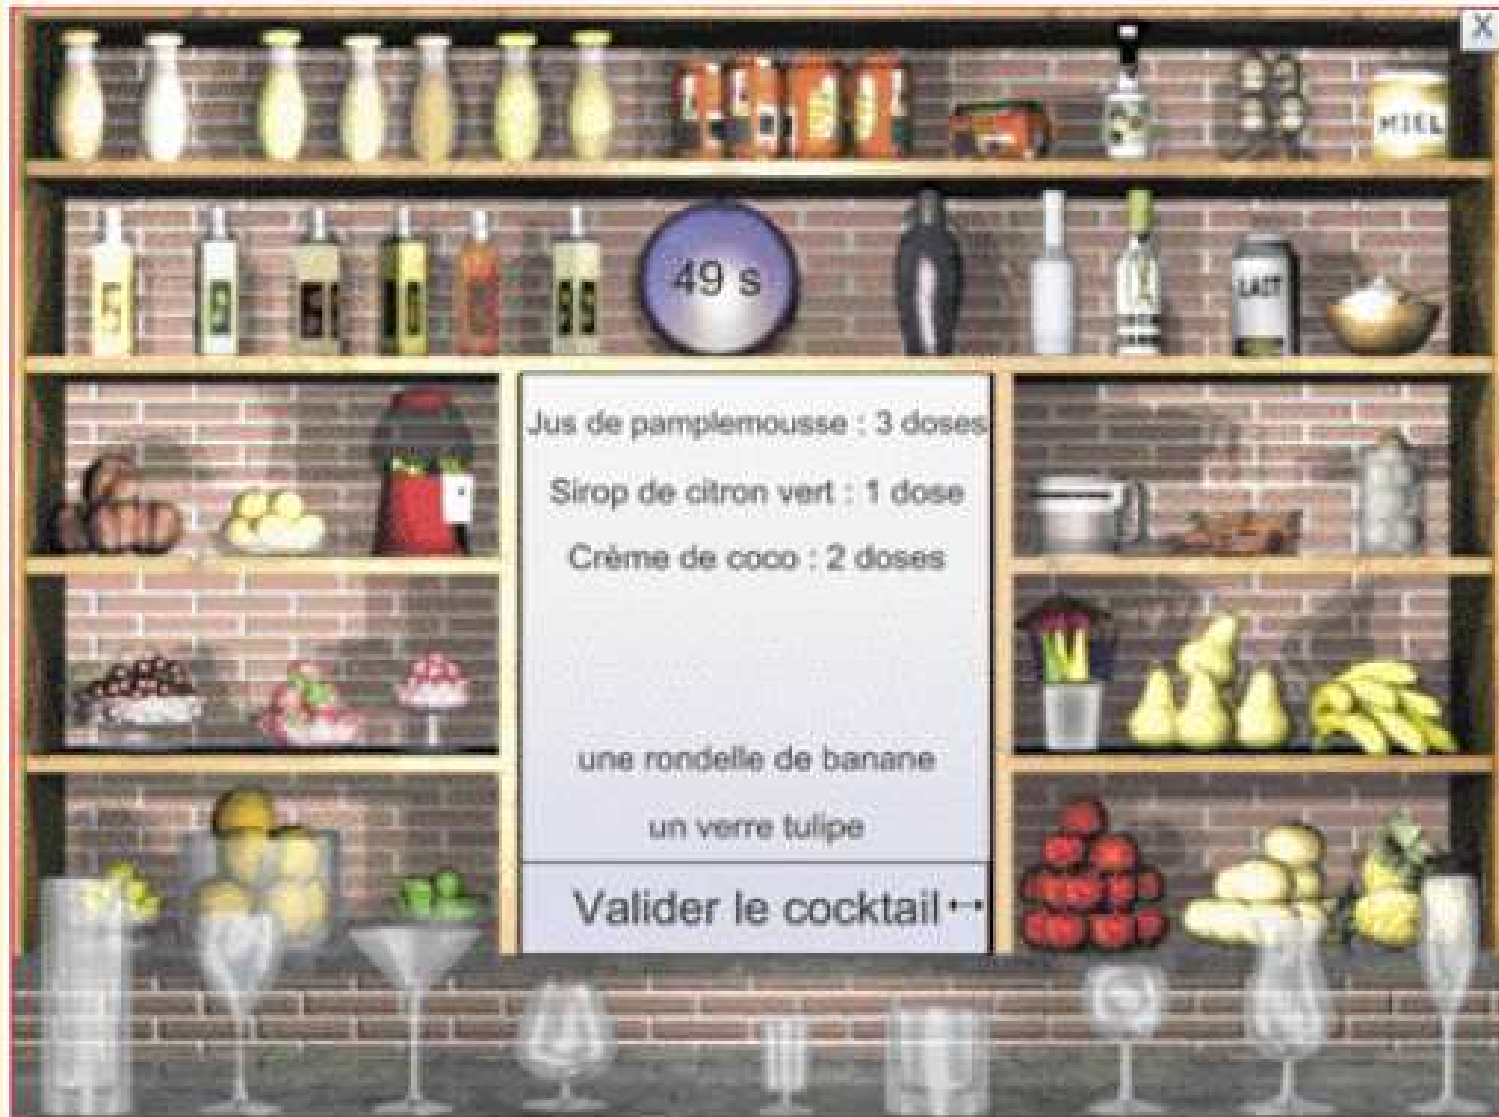 X
MIEL
49 s
LAIT
Jus de pamplemousse : 3 doses
Sirop de citron vert : 1 dose
Crème de coco : 2 doses
une rondelle de banane
un verre tulipe
Valider le cocktail